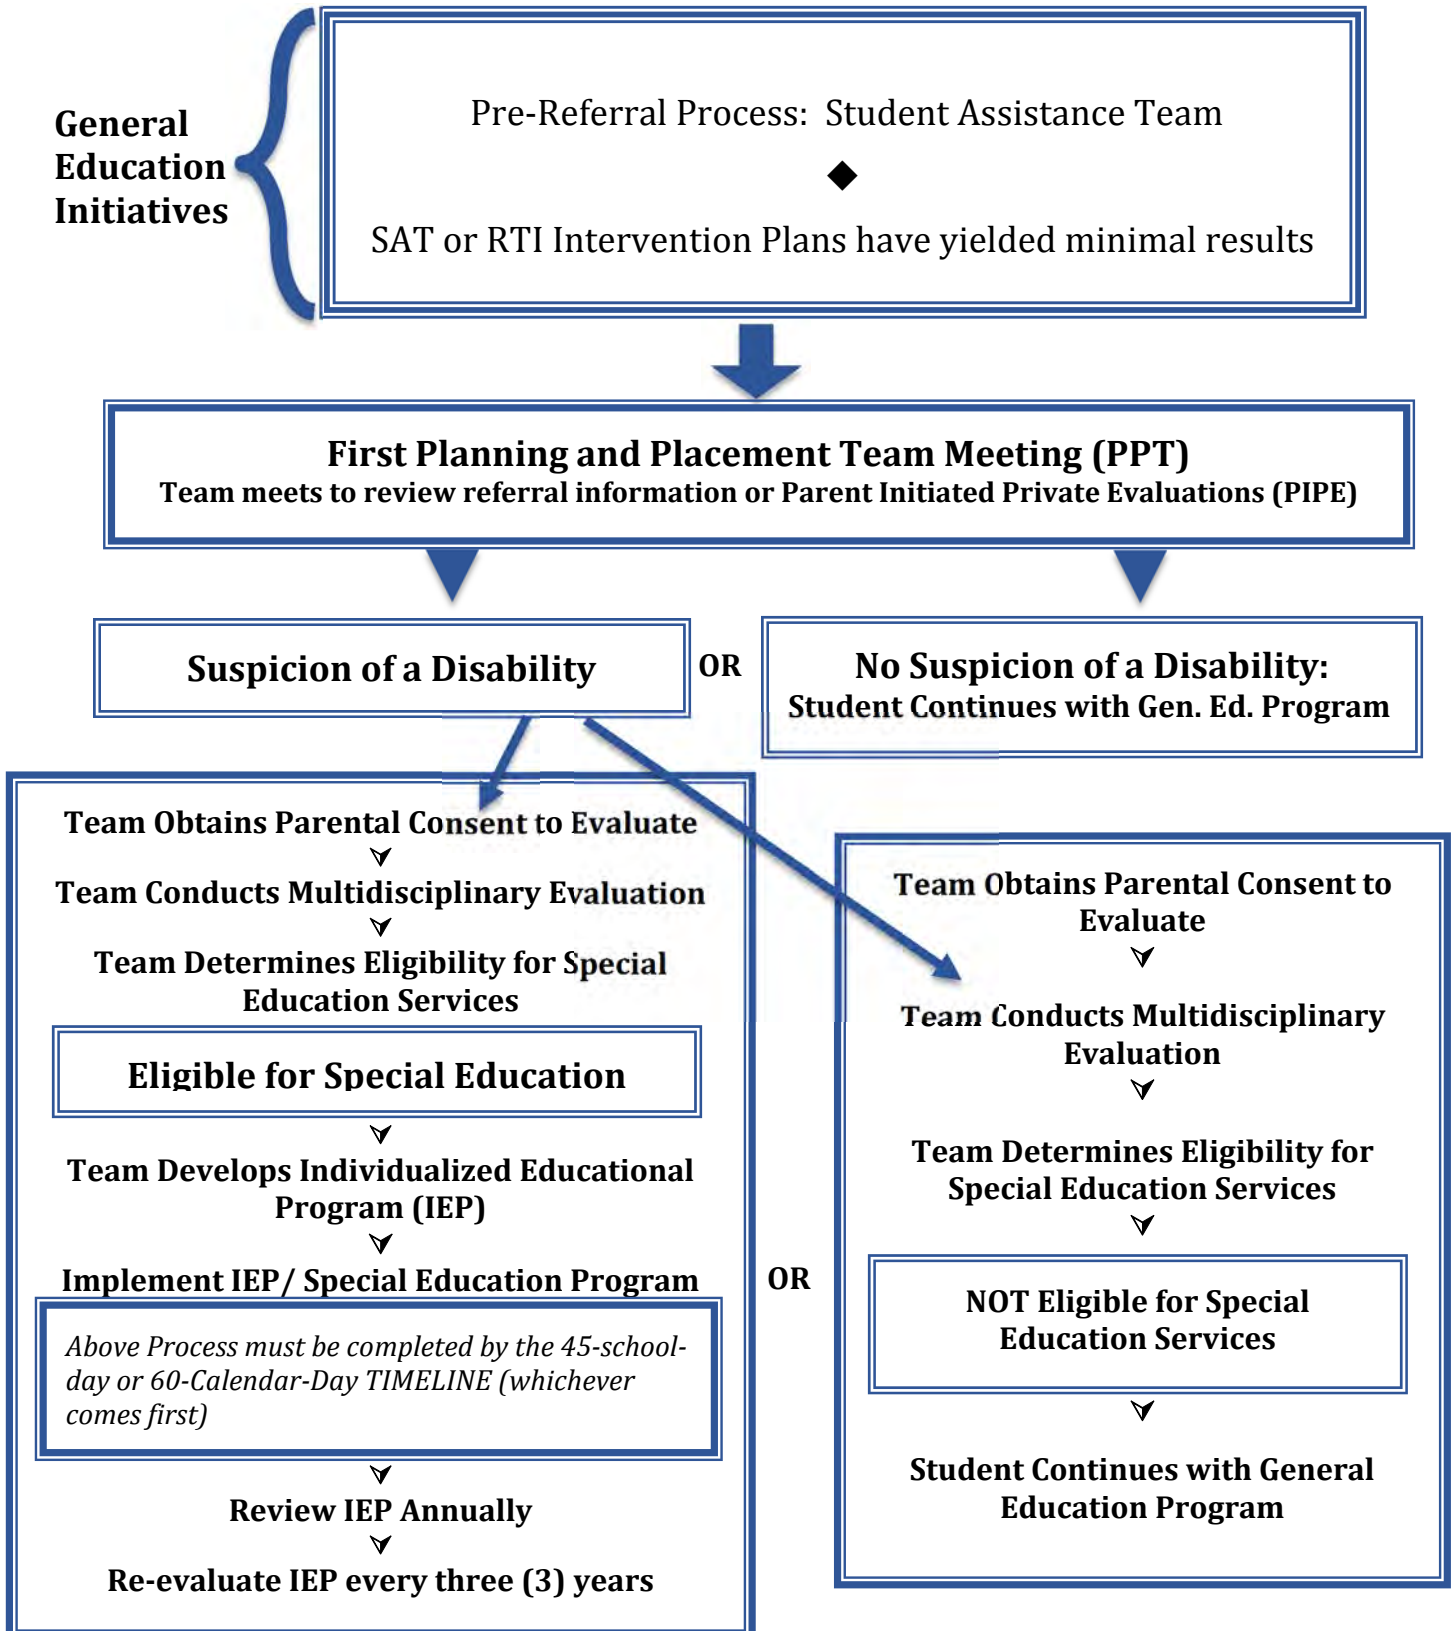 General
Education
Initiatives
Pre-Referral Process: Student Assistance Team
◆
SAT or RTI Intervention Plans have yielded minimal results
First Planning and Placement Team Meeting (PPT)
Team meets to review referral information or Parent Initiated Private Evaluations (PIPE)
Suspicion of a Disability
OR
No Suspicion of a Disability:
Student Continues with Gen. Ed. Program
Team Obtains Parental Consent to Evaluate
Team Conducts Multidisciplinary Evaluation
Team Determines Eligibility for Special
Education Services
Eligible for Special Education
Team Develops Individualized Educational
Program (IEP)
Implement IEP/ Special Education Program
Above Process must be completed by the 45-school-
day or 60-Calendar-Day TIMELINE (whichever
comes first)
Review IEP Annually
Re-evaluate IEP every three (3) years
OR
Team Obtains Parental Consent to
Evaluate
Team Conducts Multidisciplinary
Evaluation
Team Determines Eligibility for
Special Education Services
NOT Eligible for Special
Education Services
Student Continues with General
Education Program